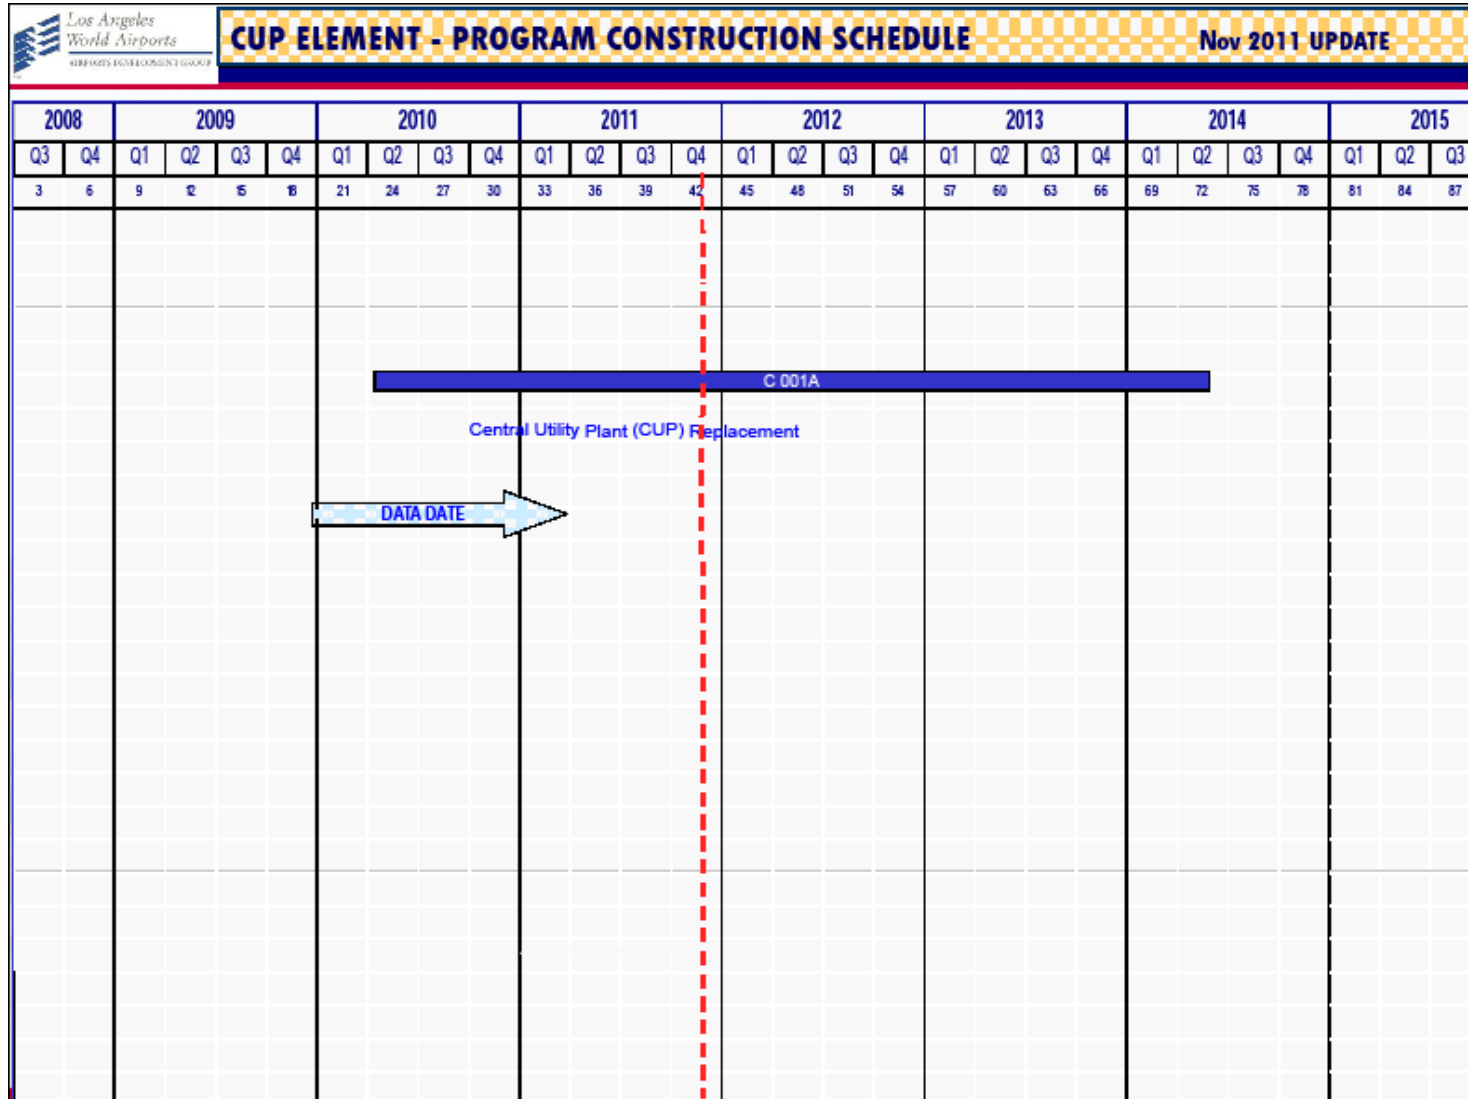 Los Angeles
World Airports
AIRPORTS DEVELOPMENT GROUP
CUP ELEMENT - PROGRAM CONSTRUCTION SCHEDULE
Nov 2011 UPDATE
2008 2009 2010 2011 2012 2013 2014 2015
Q3 Q4 Q1 Q2 Q3 Q4 Q1 Q2 Q3 Q4 Q1 Q2 Q3 Q4 Q1 Q2 Q3 Q4 Q1 Q2 Q3 Q4 Q1 Q2 Q3 Q4 Q1 Q2 Q3
3 6 9 12 15 18 21 24 27 30 33 36 39 42 45 48 51 54 57 60 63 66 69 72 75 78 81 84 87
C 001A
Central Utility Plant (CUP) Replacement
DATA DATE